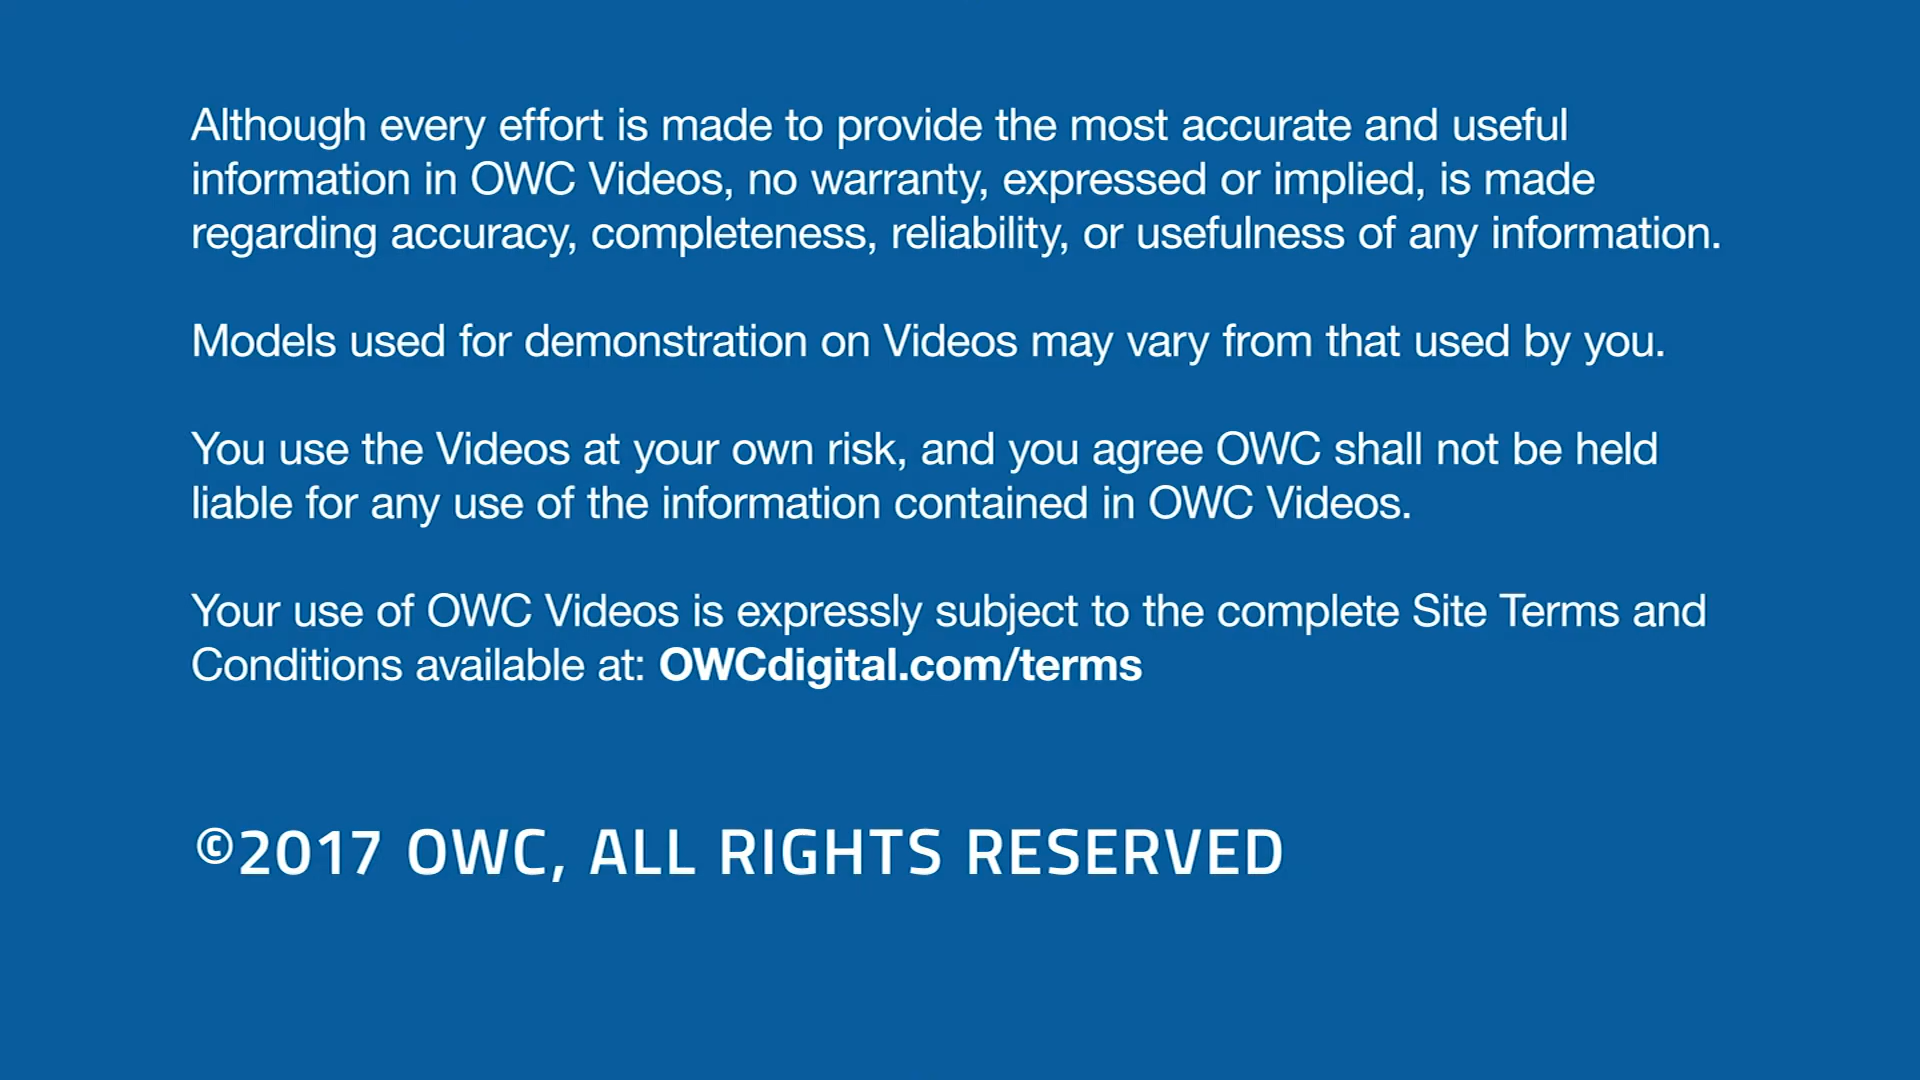 Although every effort is made to provide the most accurate and useful
information in OWC Videos, no warranty, expressed or implied, is made
regarding accuracy, completeness, reliability, or usefulness of any information.
Models used for demonstration on Videos may vary from that used by you.
You use the Videos at your own risk, and you agree OWC shall not be held
liable for any use of the information contained in OWC Videos.
Your use of OWC Videos is expressly subject to the complete Site Terms and
Conditions available at: OWCdigital.com/terms
©2017 OWC, ALL RIGHTS RESERVED